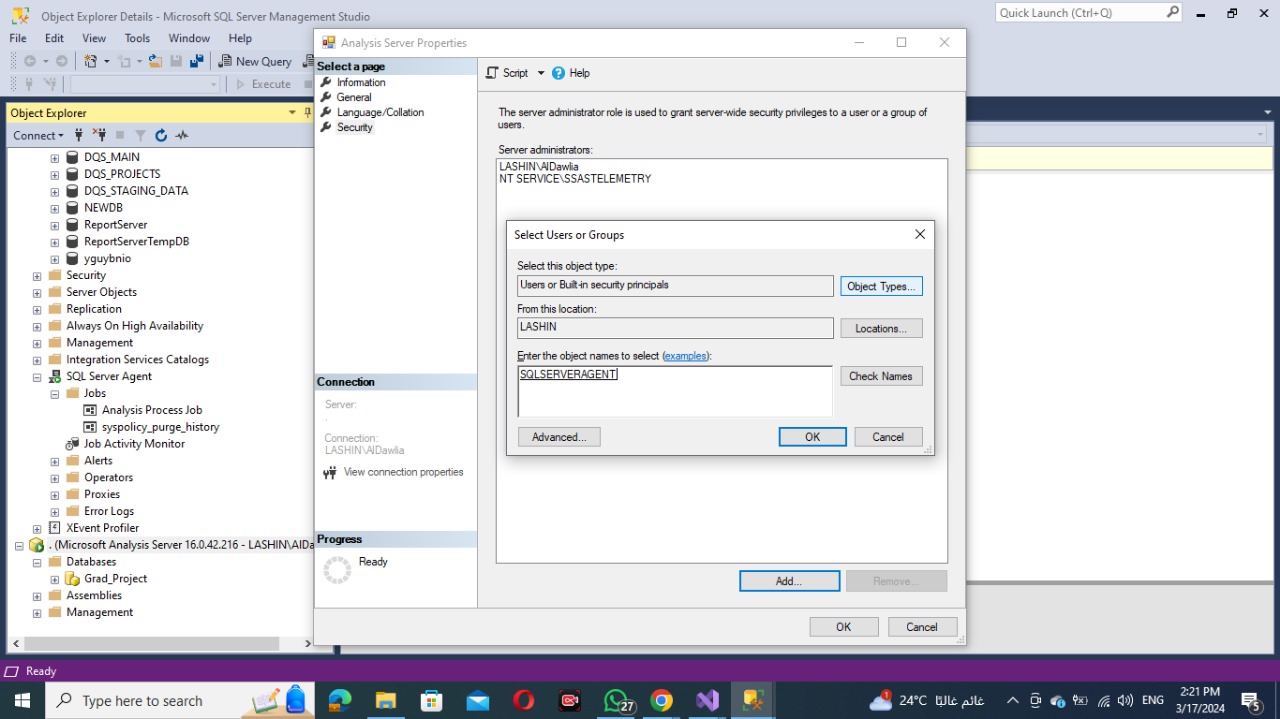 Object Explorer Details - Microsoft SQL Server Management Studio
Quick Launch (Ctrl+Q)
File Edit View Tools Window Help
New Query
Execute
Object Explorer
Connect
DQS_MAIN
DQS_PROJECTS
DQS_STAGING_DATA
NEWDB
ReportServer
ReportServerTempDB
yguybnio
Security
Server Objects
Replication
Always On High Availability
Management
Integration Services Catalogs
SQL Server Agent
Jobs
Analysis Process Job
syspolicy_purge_history
Job Activity Monitor
Alerts
Operators
Proxies
Error Logs
XEvent Profiler
. (Microsoft Analysis Server 16.0.42.216 - LASHIN\AlDa
Databases
Grad_Project
Assemblies
Management
Analysis Server Properties
Select a page
Information
General
Language/Collation
Security
Connection
Server:
.
Connection:
LASHIN\AlDawlia
View connection properties
Progress
Ready
Script Help
The server administrator role is used to grant server-wide security privileges to a user or a group of
users.
Server administrators:
LASHIN\AlDawlia
NT SERVICE\SSASTELEMETRY
Select Users or Groups
Select this object type:
Users or Built-in security principals
Object Types...
From this location:
LASHIN
Locations...
Enter the object names to select (examples):
SQLSERVERAGENT
Check Names
Advanced...
OK
Cancel
Add...
Remove...
OK
Cancel
Ready
Type here to search
27
1
24°C غائم غالبًا
ENG
2:21 PM
3/17/2024
5